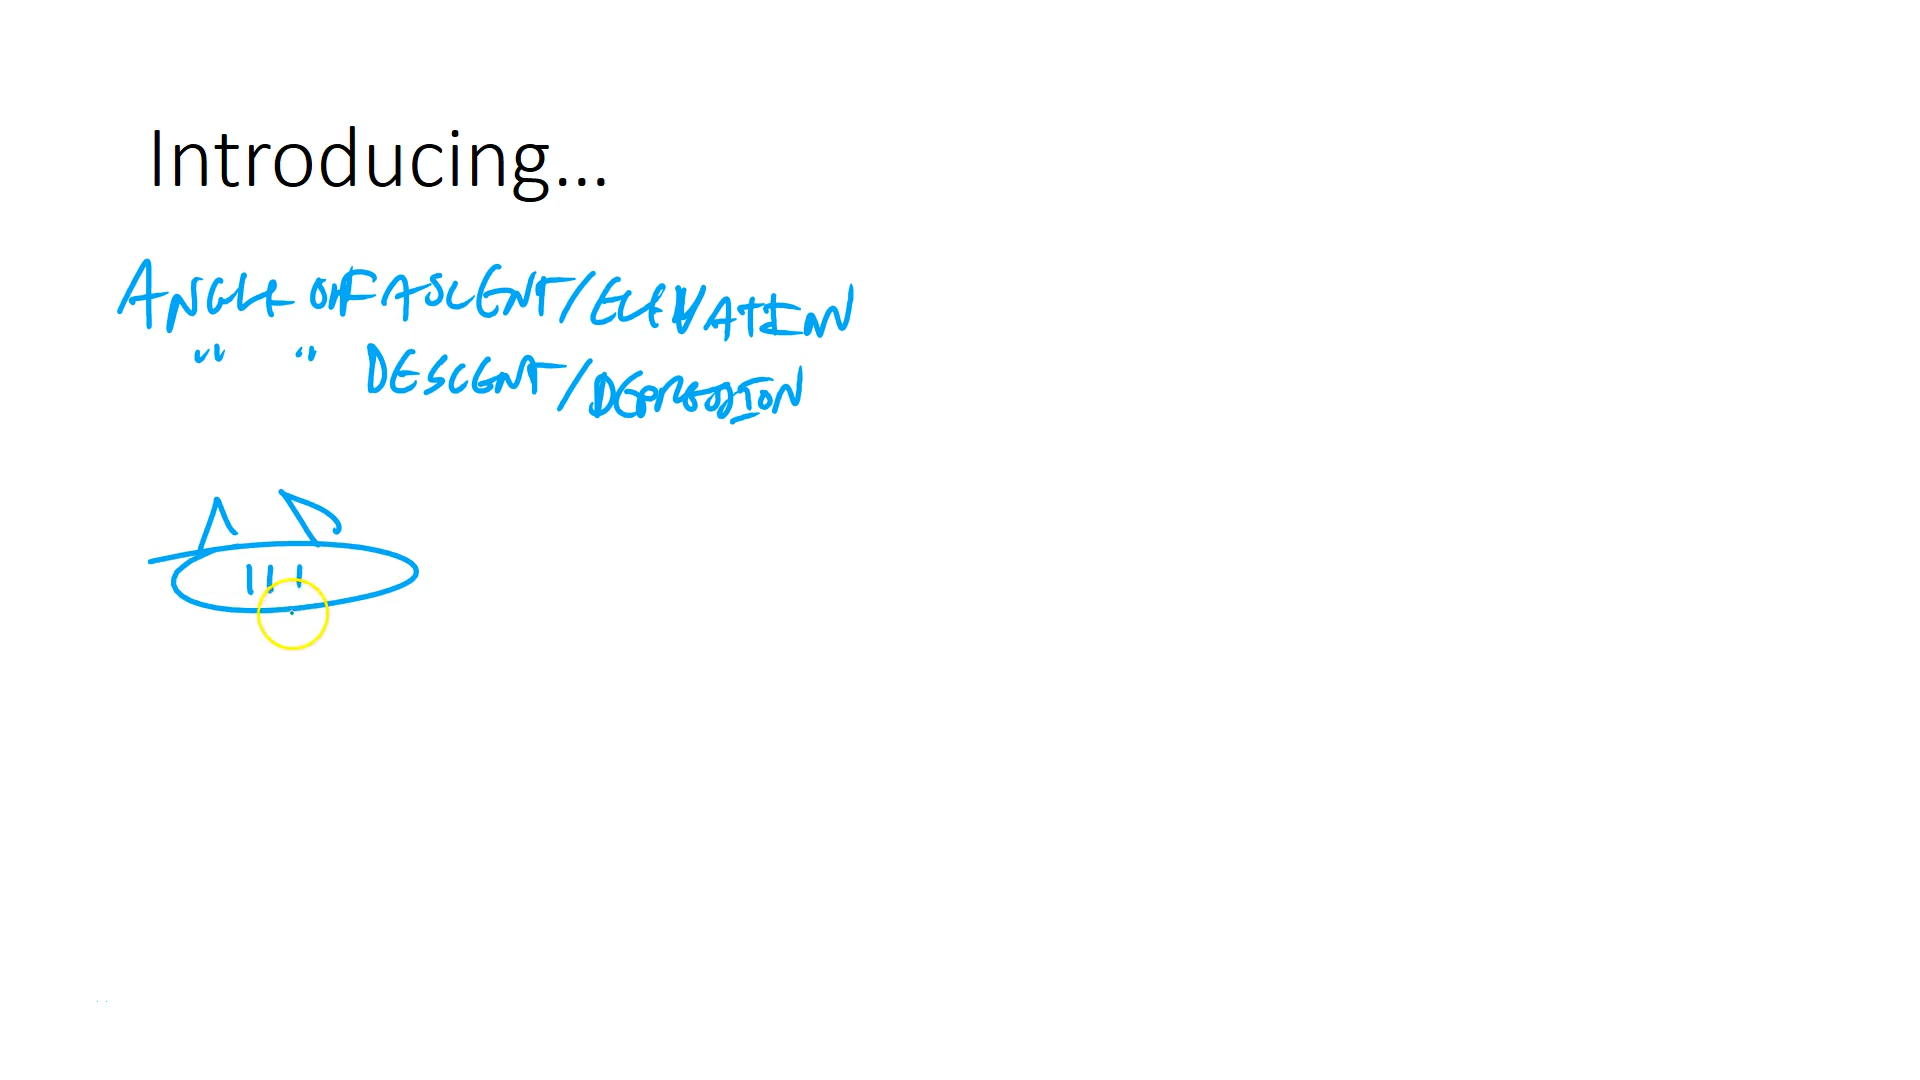 Introducing...
ANGLE OF ASCENT/ELEVATION
" " DESCENT/DEPRESSION